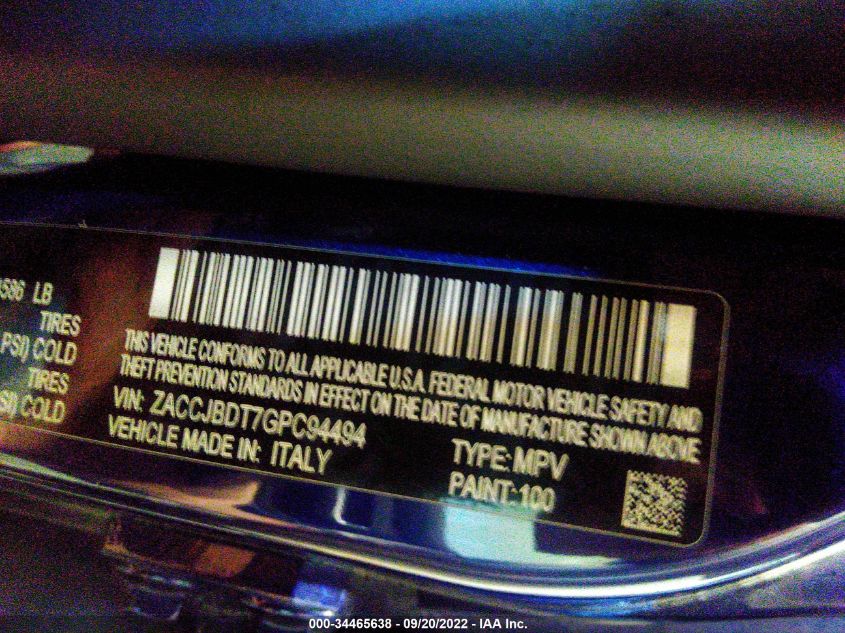 LB
TIRES
PSI) COLD
TIRES
SI) COLD
THIS VEHICLE CONFORMS TO ALL APPLICABLE U.S.A. FEDERAL MOTOR VEHICLE SAFETY AND
THEFT PREVENTION STANDARDS IN EFFECT ON THE DATE OF MANUFACTURE SHOWN ABOVE
VIN: ZACCJBDT7GPC94494
VEHICLE MADE IN: ITALY
TYPE: MPV
PAINT: 100
000-34465638 - 09/20/2022 - IAA Inc.